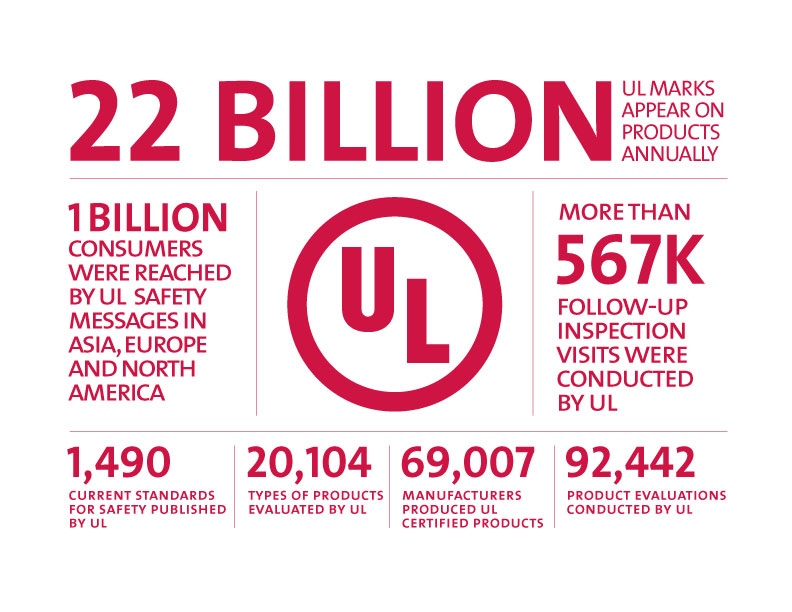 22 BILLION
UL MARKS
APPEAR ON
PRODUCTS
ANNUALLY
1 BILLION
CONSUMERS
WERE REACHED
BY UL SAFETY
MESSAGES IN
ASIA, EUROPE
AND NORTH
AMERICA
UL
MORE THAN
567K
FOLLOW-UP
INSPECTION
VISITS WERE
CONDUCTED
BY UL
1,490
CURRENT STANDARDS
FOR SAFETY PUBLISHED
BY UL
20,104
TYPES OF PRODUCTS
EVALUATED BY UL
69,007
MANUFACTURERS
PRODUCED UL
CERTIFIED PRODUCTS
92,442
PRODUCT EVALUATIONS
CONDUCTED BY UL